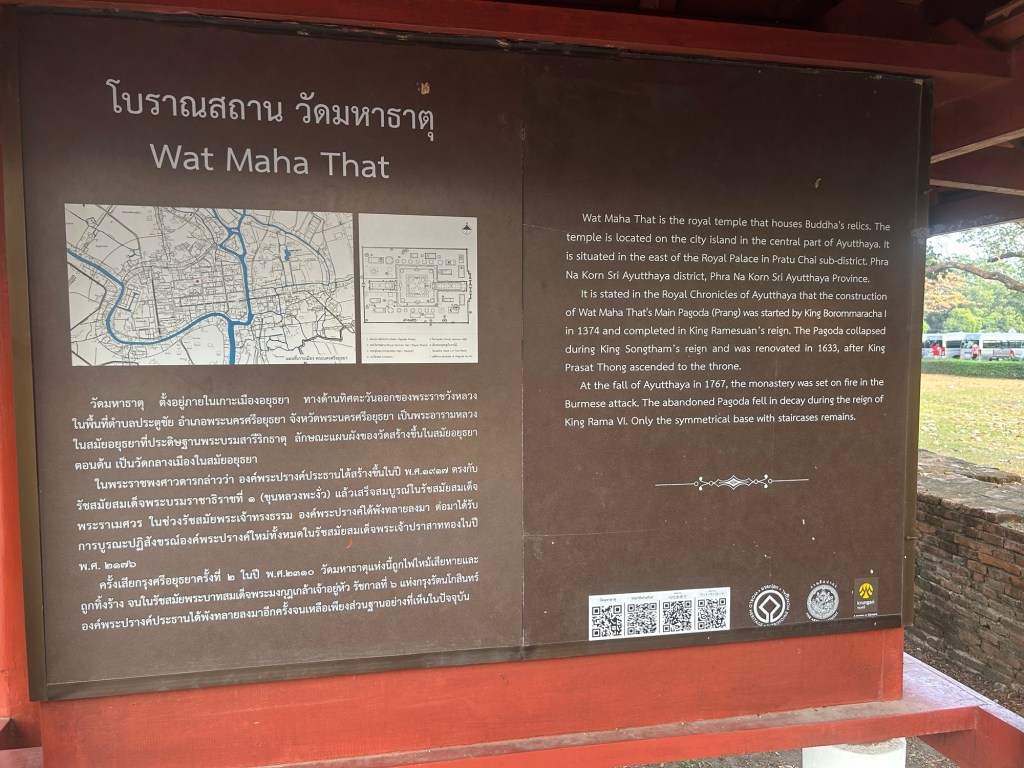 โบราณสถาน วัดมหาธาตุ
Wat Maha That
แผนที่เกาะเมือง พระนครศรีอยุธยา
วัดมหาธาตุ ตั้งอยู่ภายในเกาะเมืองอยุธยา ทางด้านทิศตะวันออกของพระราชวังหลวง
ในพื้นที่ตำบลประตูชัย อำเภอพระนครศรีอยุธยา จังหวัดพระนครศรีอยุธยา เป็นพระอารามหลวง
ในสมัยอยุธยาที่ประดิษฐานพระบรมสารีริกธาตุ ลักษณะแผนผังของวัดสร้างขึ้นในสมัยอยุธยา
ตอนต้น เป็นวัดกลางเมืองในสมัยอยุธยา
ในพระราชพงศาวดารกล่าวว่า องค์พระปรางค์ประธานได้สร้างขึ้นในปี พ.ศ.๑๙๑๗ ตรงกับ
รัชสมัยสมเด็จพระบรมราชาธิราชที่ ๑ (ขุนหลวงพะงั่ว) แล้วเสร็จสมบูรณ์ในรัชสมัยสมเด็จ
พระราเมศวร ในช่วงรัชสมัยพระเจ้าทรงธรรม องค์พระปรางค์ได้พังทลายลงมา ต่อมาได้รับ
การบูรณะปฏิสังขรณ์องค์พระปรางค์ใหม่ทั้งหมดในรัชสมัยสมเด็จพระเจ้าปราสาททองในปี
พ.ศ. ๒๑๗๖
ครั้งเสียกรุงศรีอยุธยาครั้งที่ ๒ ในปี พ.ศ.๒๓๑๐ วัดมหาธาตุแห่งนี้ถูกไฟไหม้เสียหายและ
ถูกทิ้งร้าง จนในรัชสมัยพระบาทสมเด็จพระมงกุฎเกล้าเจ้าอยู่หัว รัชกาลที่ ๖ แห่งกรุงรัตนโกสินทร์
องค์พระปรางค์ประธานได้พังทลายลงมาอีกครั้งจนเหลือเพียงส่วนฐานอย่างที่เห็นในปัจจุบัน
Wat Maha That is the royal temple that houses Buddha's relics. The
temple is located on the city island in the central part of Ayutthaya. It
is situated in the east of the Royal Palace in Pratu Chai sub-district. Phra
Na Korn Sri Ayutthaya district, Phra Na Korn Sri Ayutthaya Province.
It is stated in the Royal Chronicles of Ayutthaya that the construction
of Wat Maha That's Main Pagoda (Prang) was started by King Borommaracha I
in 1374 and completed in King Ramesuan's reign. The Pagoda collapsed
during King Songtham's reign and was renovated in 1633, after King
Prasat Thong ascended to the throne.
At the fall of Ayutthaya in 1767, the monastery was set on fire in the
Burmese attack. The abandoned Pagoda fell in decay during the reign of
King Rama VI. Only the symmetrical base with staircases remains.
krungsri